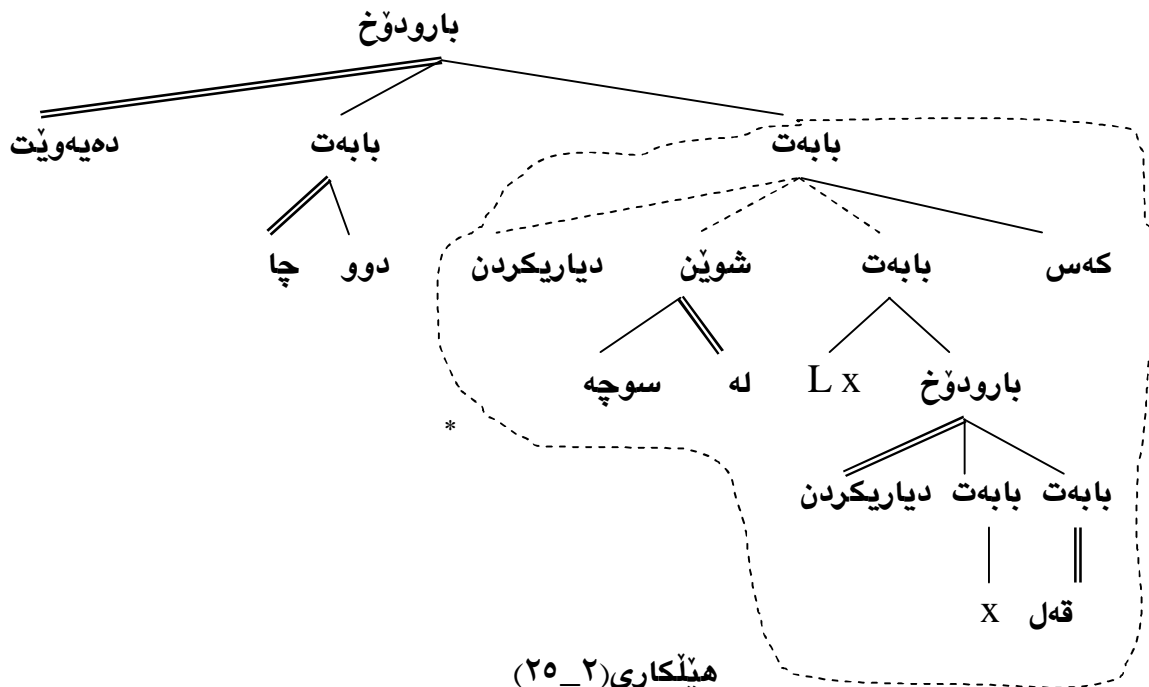 بارودۆخ
بابەت بابەت دەیەوێت
کەس بابەت شوێن دیاریکردن دوو چا
بارودۆخ L x لە سوچە
*
بابەت بابەت دیاریکردن
قەل x
هێڵکاری(٢_٢٥)